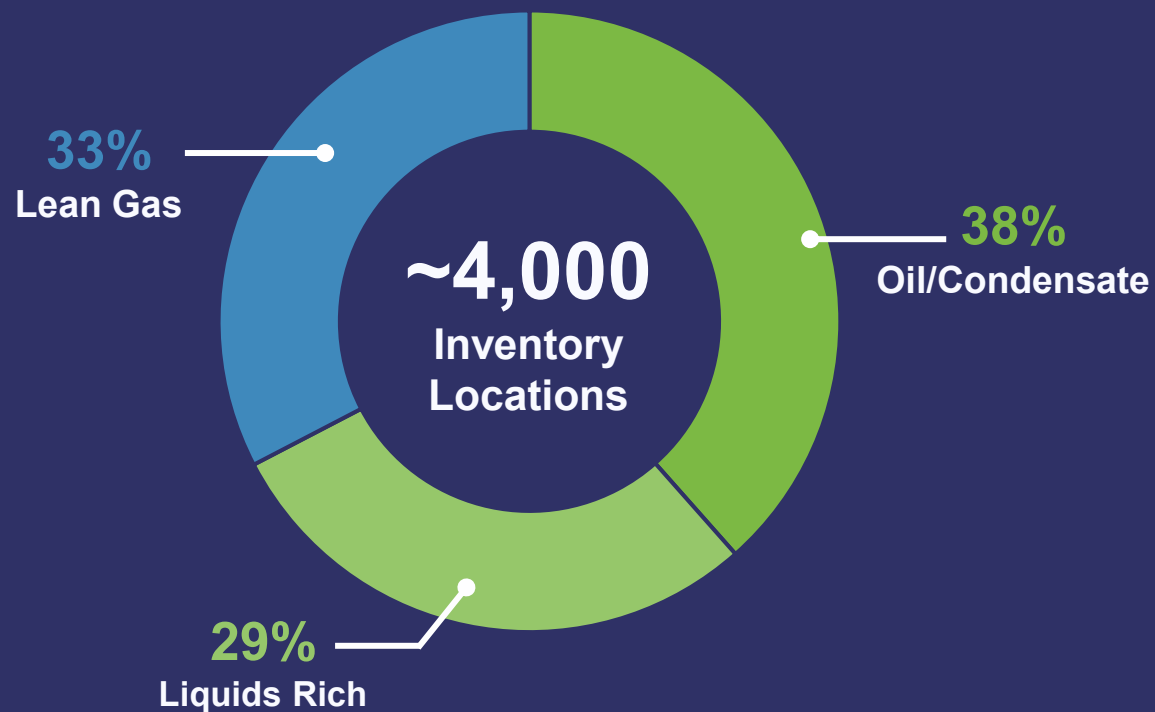 33%
Lean Gas
38%
Oil/Condensate
~4,000
Inventory
Locations
29%
Liquids Rich